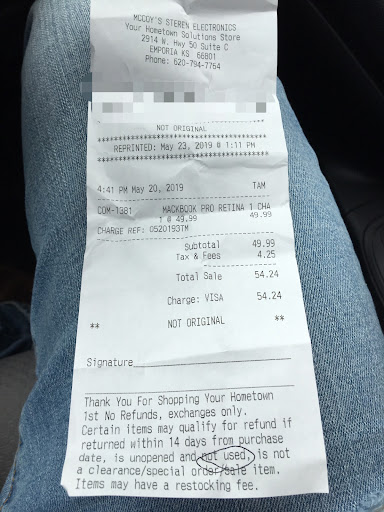 MCCOY'S STEREN ELECTRONICS
Your Hometown Solutions Store
2914 W. Hwy 50 Suite C
EMPORIA KS 66801
Phone: 620-794-7764
NOT ORIGINAL
REPRINTED: May 23, 2019 @ 1:11 PM
4:41 PM May 20, 2019 TAM
COM-1381 MACKBOOK PRO RETINA 1 CHA
1 @ 49.99 49.99
CHARGE REF: 0520193TM
Subtotal 49.99
Tax & Fees 4.25
Total Sale 54.24
Charge: VISA 54.24
** NOT ORIGINAL **
Signature
Thank You For Shopping Your Hometown
1st No Refunds, exchanges only.
Certain items may qualify for refund if
returned within 14 days from purchase
date, is unopened and not used, is not
a clearance/special order/sale item.
Items may have a restocking fee.